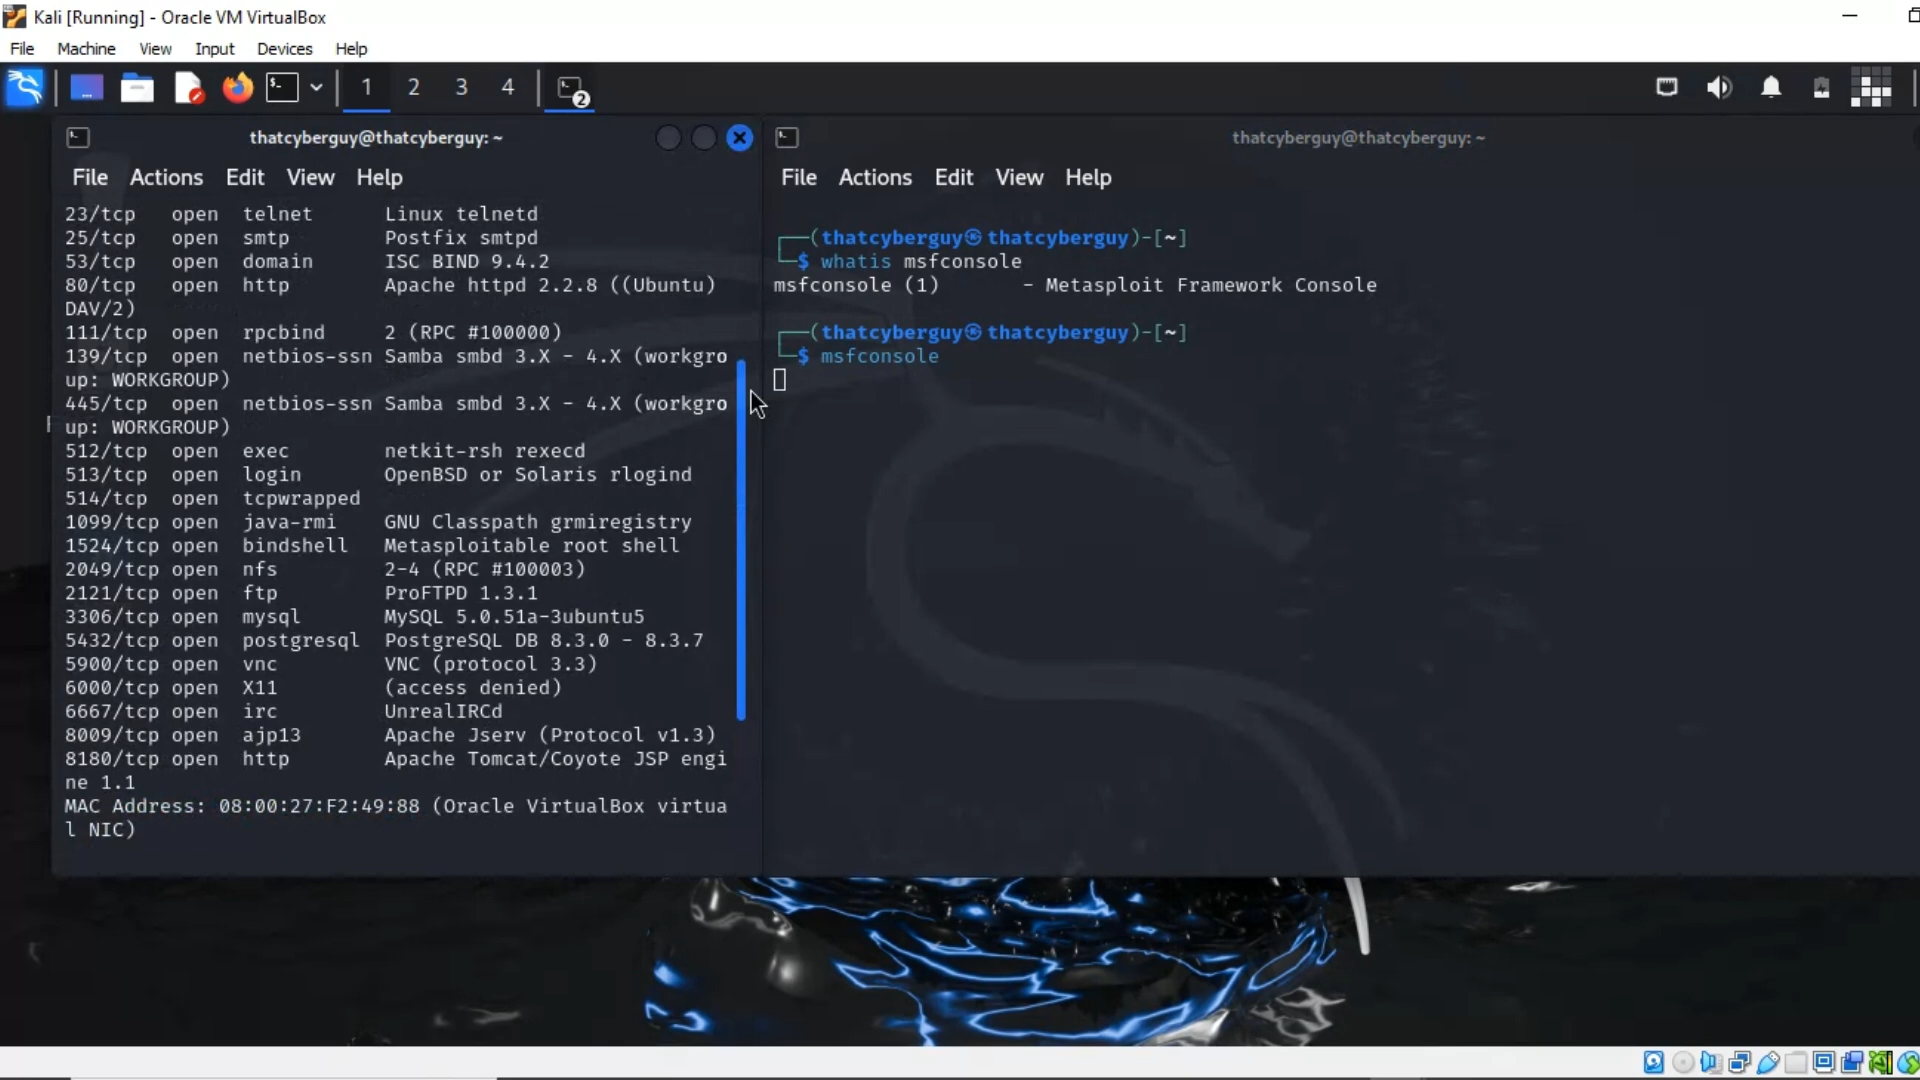 Kali [Running] - Oracle VM VirtualBox
File Machine View Input Devices Help
1 2 3 4 2
thatcyberguy@thatcyberguy: ~
File Actions Edit View Help
23/tcp open telnet Linux telnetd
25/tcp open smtp Postfix smtpd
53/tcp open domain ISC BIND 9.4.2
80/tcp open http Apache httpd 2.2.8 ((Ubuntu)
DAV/2)
111/tcp open rpcbind 2 (RPC #100000)
139/tcp open netbios-ssn Samba smbd 3.X - 4.X (workgro
up: WORKGROUP)
445/tcp open netbios-ssn Samba smbd 3.X - 4.X (workgro
up: WORKGROUP)
512/tcp open exec netkit-rsh rexecd
513/tcp open login OpenBSD or Solaris rlogind
514/tcp open tcpwrapped
1099/tcp open java-rmi GNU Classpath grmiregistry
1524/tcp open bindshell Metasploitable root shell
2049/tcp open nfs 2-4 (RPC #100003)
2121/tcp open ftp ProFTPD 1.3.1
3306/tcp open mysql MySQL 5.0.51a-3ubuntu5
5432/tcp open postgresql PostgreSQL DB 8.3.0 - 8.3.7
5900/tcp open vnc VNC (protocol 3.3)
6000/tcp open X11 (access denied)
6667/tcp open irc UnrealIRCd
8009/tcp open ajp13 Apache Jserv (Protocol v1.3)
8180/tcp open http Apache Tomcat/Coyote JSP engi
ne 1.1
MAC Address: 08:00:27:F2:49:88 (Oracle VirtualBox virtua
l NIC)
thatcyberguy@thatcyberguy: ~
File Actions Edit View Help
┌──(thatcyberguy㉿thatcyberguy)-[~]
└─$ whatis msfconsole
msfconsole (1) - Metasploit Framework Console
┌──(thatcyberguy㉿thatcyberguy)-[~]
└─$ msfconsole